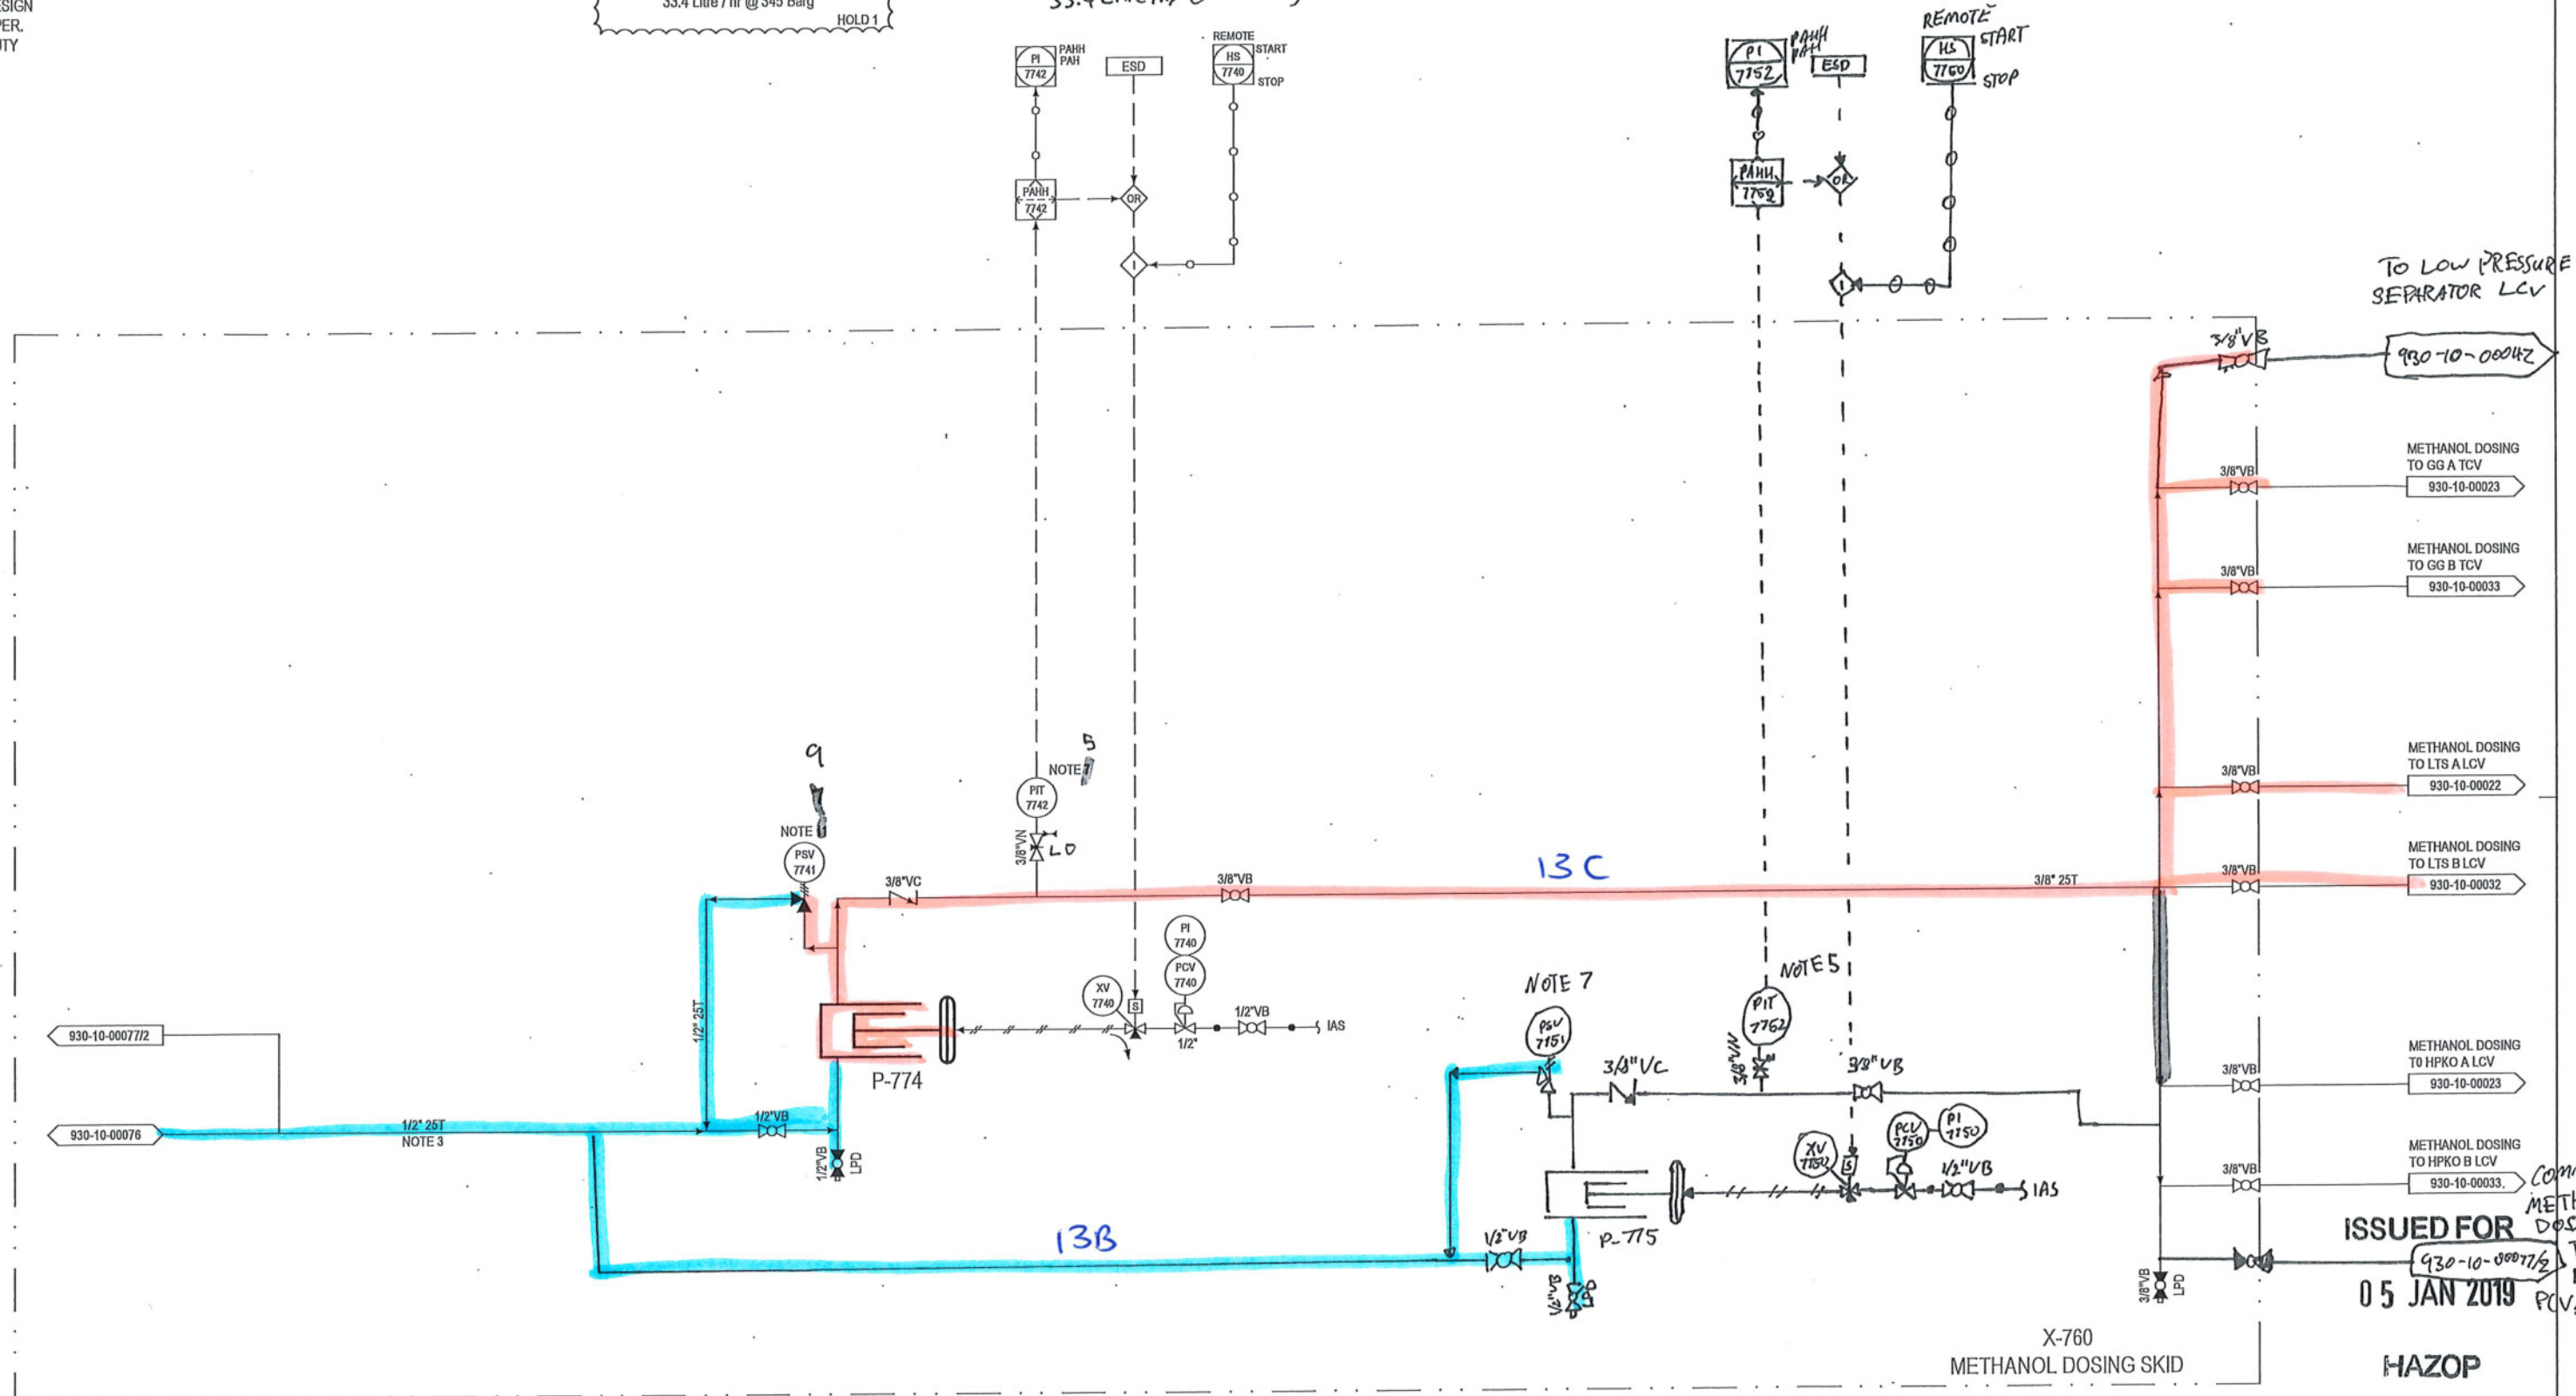 ESIGN
PER.
UTY
33.4 Litre / hr @ 345 Barg
HOLD 1
PI
7742
PAHH
PAH
ESD
REMOTE
HS
7740
START
STOP
PAHH
7742
OR
I
PI
7752
PAHH
PAH
ESD
REMOTE
HS
7750
START
STOP
PAHH
7752
OR
I
TO LOW PRESSURE
SEPARATOR LCV
3/8"VB
930-10-00042
METHANOL DOSING
TO GG A TCV
3/8"VB
930-10-00023
METHANOL DOSING
TO GG B TCV
3/8"VB
930-10-00033
METHANOL DOSING
TO LTS A LCV
3/8"VB
930-10-00022
METHANOL DOSING
TO LTS B LCV
3/8"VB
930-10-00032
9
NOTE
PSV
7741
5
NOTE 7
PIT
7742
3/8"VN
LO
3/8"VC
3/8"VB
13C
3/8" 25T
PI
7740
PCV
7740
XV
7740
S
1/2"VB
IAS
1/2"
1/2" 25T
P-774
930-10-00077/2
930-10-00076
1/2" 25T
NOTE 3
1/2"VB
1/2"VB
LPD
13B
NOTE 7
PSV
7751
NOTE 5
PIT
7752
3/8"VN
3/8"VC
3/8"VB
XV
7750
S
PCV
7750
PI
7750
1/2"VB
IAS
P-775
1/2"VB
1/2"VB
METHANOL DOSING
TO HPKO A LCV
3/8"VB
930-10-00023
METHANOL DOSING
TO HPKO B LCV
3/8"VB
930-10-00033.
930-10-00077/2
3/8"VB
LPD
ISSUED FOR
05 JAN 2019
HAZOP
X-760
METHANOL DOSING SKID